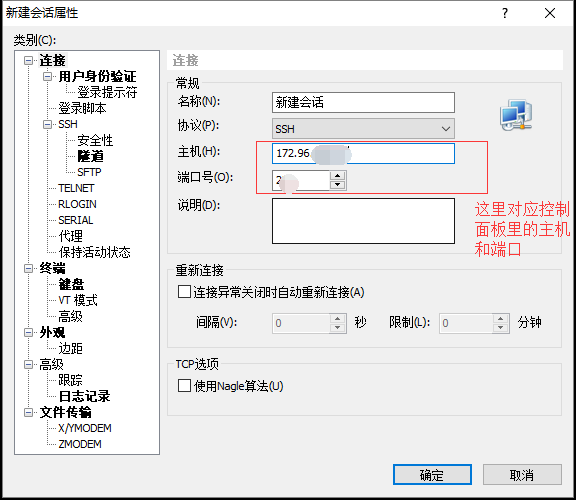 新建会话属性
类别(C):
连接
用户身份验证
登录提示符
登录脚本
SSH
安全性
隧道
SFTP
TELNET
RLOGIN
SERIAL
代理
保持活动状态
终端
键盘
VT 模式
高级
外观
边距
高级
跟踪
日志记录
文件传输
X/YMODEM
ZMODEM
连接
常规
名称(N):
新建会话
协议(P):
SSH
主机(H):
172.96
端口号(O):
2
说明(D):
这里对应控制
面板里的主机
和端口
重新连接
连接异常关闭时自动重新连接(A)
间隔(V): 0 秒 限制(L): 0 分钟
TCP选项
使用Nagle算法(U)
确定
取消